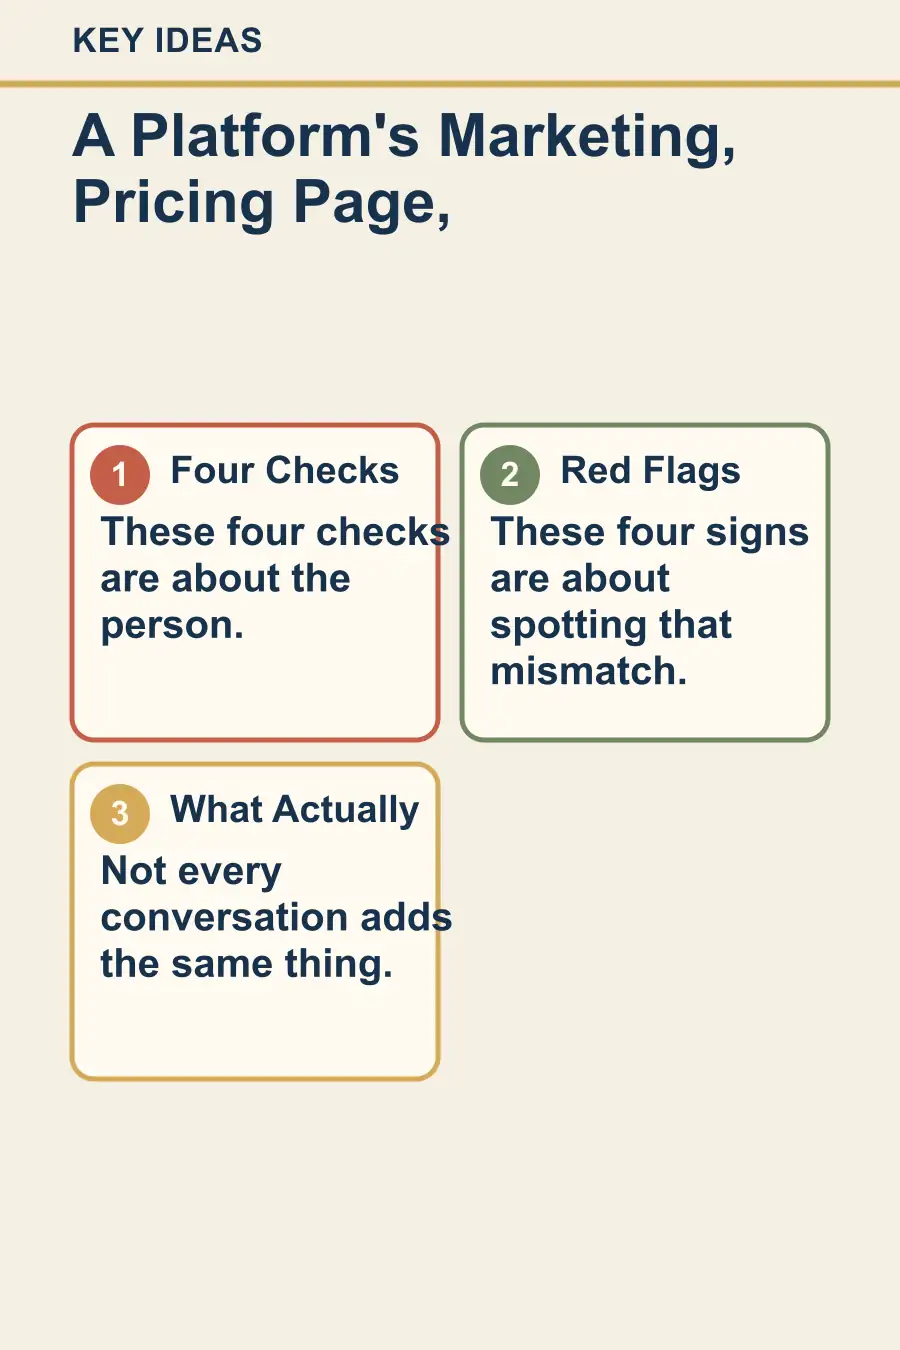 KEY IDEAS
A Platform's Marketing,
Pricing Page,
1 Four Checks
These four checks
are about the
person.
2 Red Flags
These four signs
are about
spotting that
mismatch.
3 What Actually
Not every
conversation adds
the same thing.